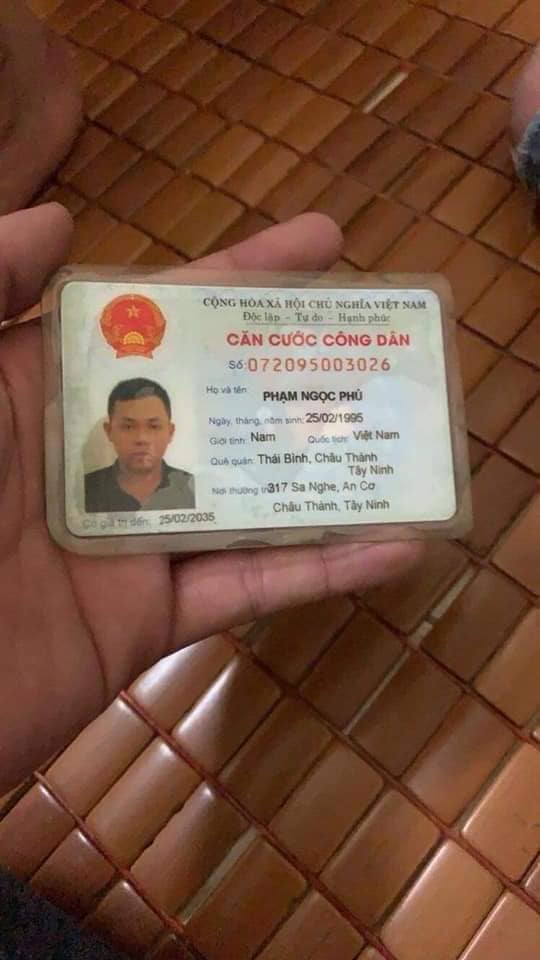 CỘNG HÒA XÃ HỘI CHỦ NGHĨA VIỆT NAM
Độc lập - Tự do - Hạnh phúc
CĂN CƯỚC CÔNG DÂN
Số: 072095003026
Họ và tên: PHẠM NGỌC PHÚ
Ngày, tháng, năm sinh: 25/02/1995
Giới tính: Nam Quốc tịch: Việt Nam
Quê quán: Thái Bình, Châu Thành
Tây Ninh
Nơi thường 317 Sa Nghe, An Cơ
Châu Thành, Tây Ninh
Có giá trị đến: 25/02/2035